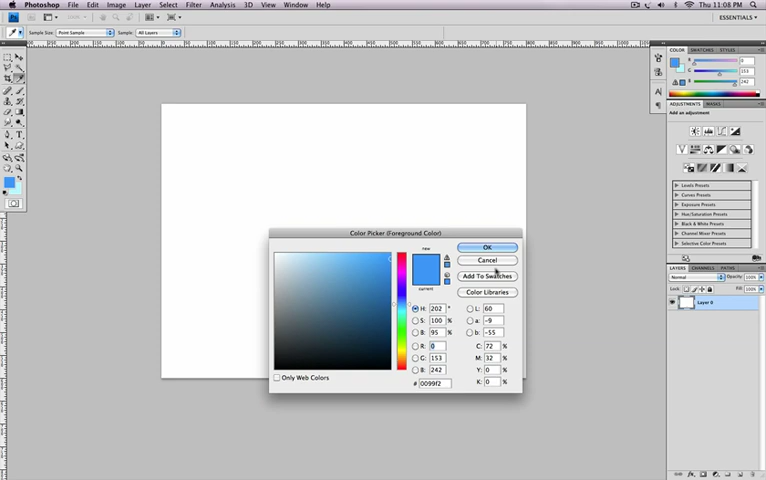 Photoshop File Edit Image Layer Select Filter Analysis 3D View Window Help Thu 11:08 PM
ESSENTIALS
Sample Size: Point Sample Sample: All Layers
COLOR SWATCHES STYLES
R 0
G 153
B 242
ADJUSTMENTS MASKS
Add an adjustment
Levels Presets
Curves Presets
Exposure Presets
Hue/Saturation Presets
Black & White Presets
Channel Mixer Presets
Selective Color Presets
LAYERS CHANNELS PATHS
Normal Opacity: 100%
Lock: Fill: 100%
Layer 0
Color Picker (Foreground Color)
new
current
OK
Cancel
Add To Swatches
Color Libraries
H: 202 °
S: 100 %
B: 95 %
R: 0
G: 153
B: 242
# 0099f2
L: 60
a: -9
b: -55
C: 72 %
M: 32 %
Y: 0 %
K: 0 %
Only Web Colors